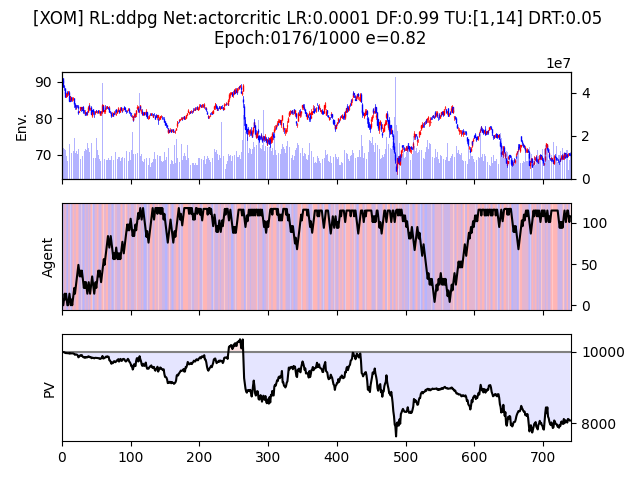 [XOM] RL:ddpg Net:actorcritic LR:0.0001 DF:0.99 TU:[1,14] DRT:0.05
Epoch:0176/1000 e=0.82
1e7
Env.
90
80
70
4
2
0
Agent
100
50
0
PV
10000
8000
0 100 200 300 400 500 600 700